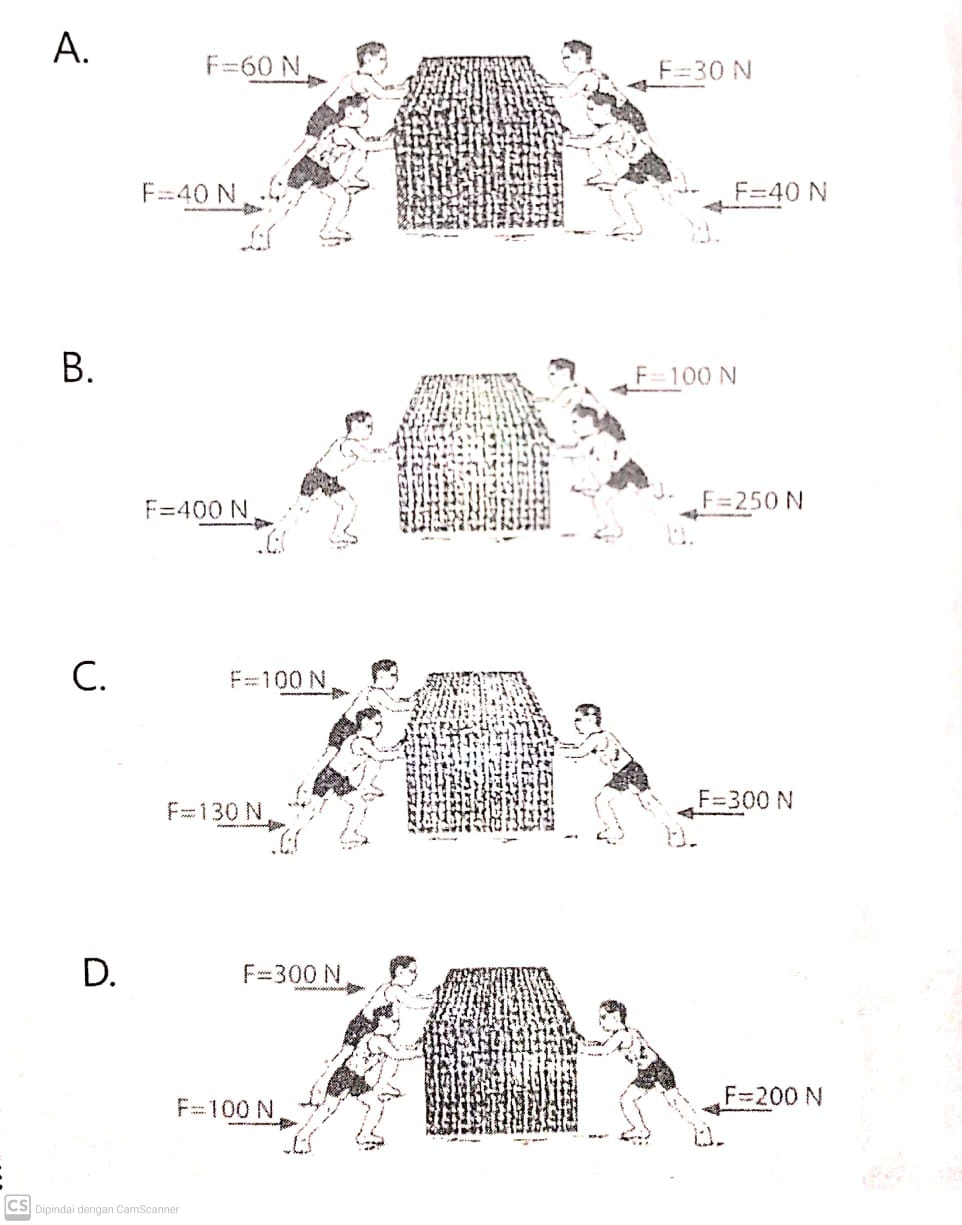 A.
F=60 N
F=30 N
F=40 N
F=40 N
B.
F=100 N
F=400 N
F=250 N
C.
F=100 N
F=130 N
F=300 N
D.
F=300 N
F=100 N
F=200 N
CS Dipindai dengan CamScanner